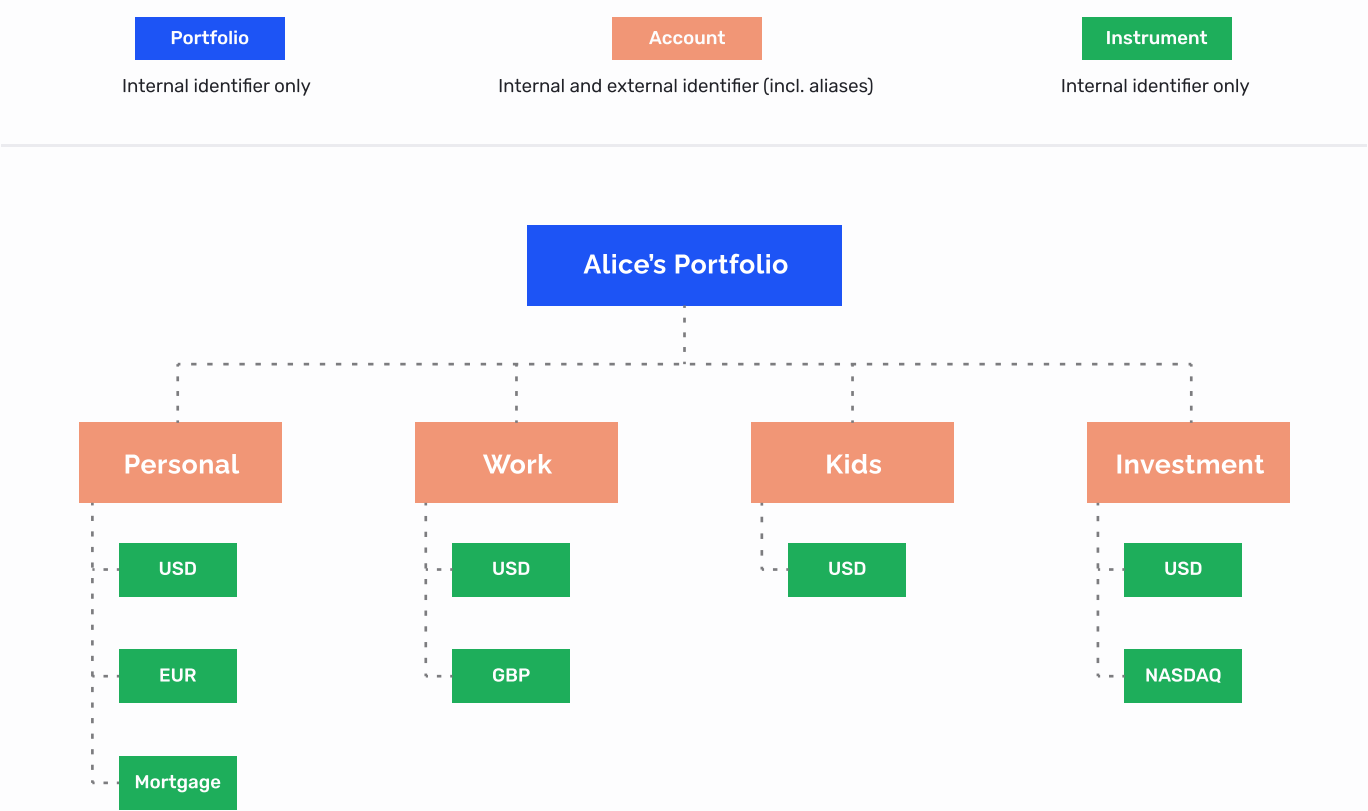 Portfolio
Account
Instrument
Internal identifier only
Internal and external identifier (incl. aliases)
Internal identifier only
Alice’s Portfolio
Personal
Work
Kids
Investment
USD
USD
USD
USD
EUR
GBP
NASDAQ
Mortgage